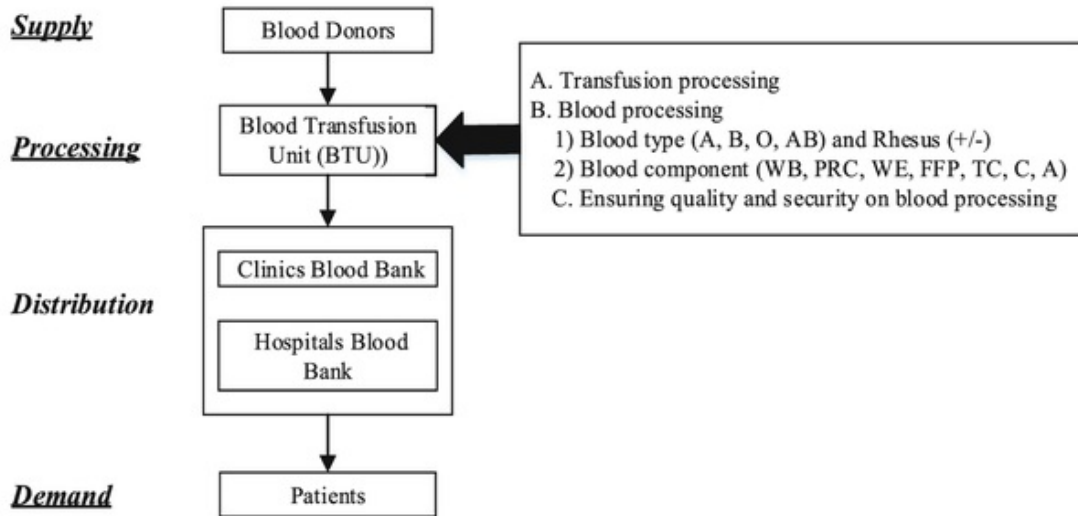 Supply
Blood Donors
A. Transfusion processing
B. Blood processing
1) Blood type (A, B, O, AB) and Rhesus (+/-)
2) Blood component (WB, PRC, WE, FFP, TC, C, A)
C. Ensuring quality and security on blood processing
Processing
Blood Transfusion
Unit (BTU))
Distribution
Clinics Blood Bank
Hospitals Blood
Bank
Demand
Patients